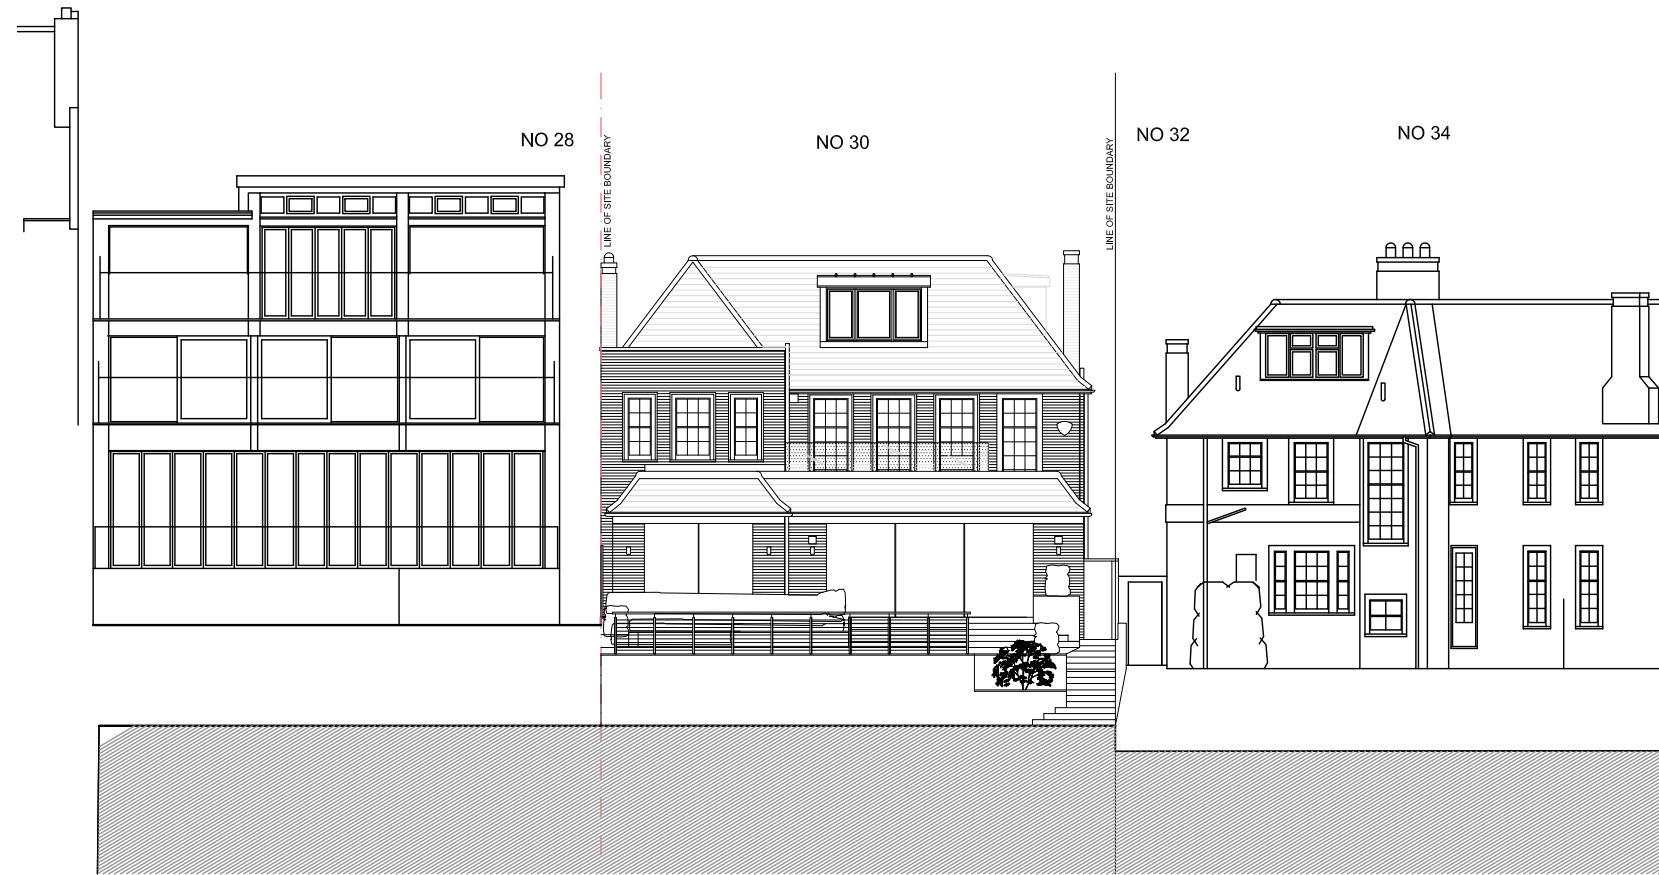 NO 28
LINE OF SITE BOUNDARY
NO 30
LINE OF SITE BOUNDARY
NO 32
NO 34